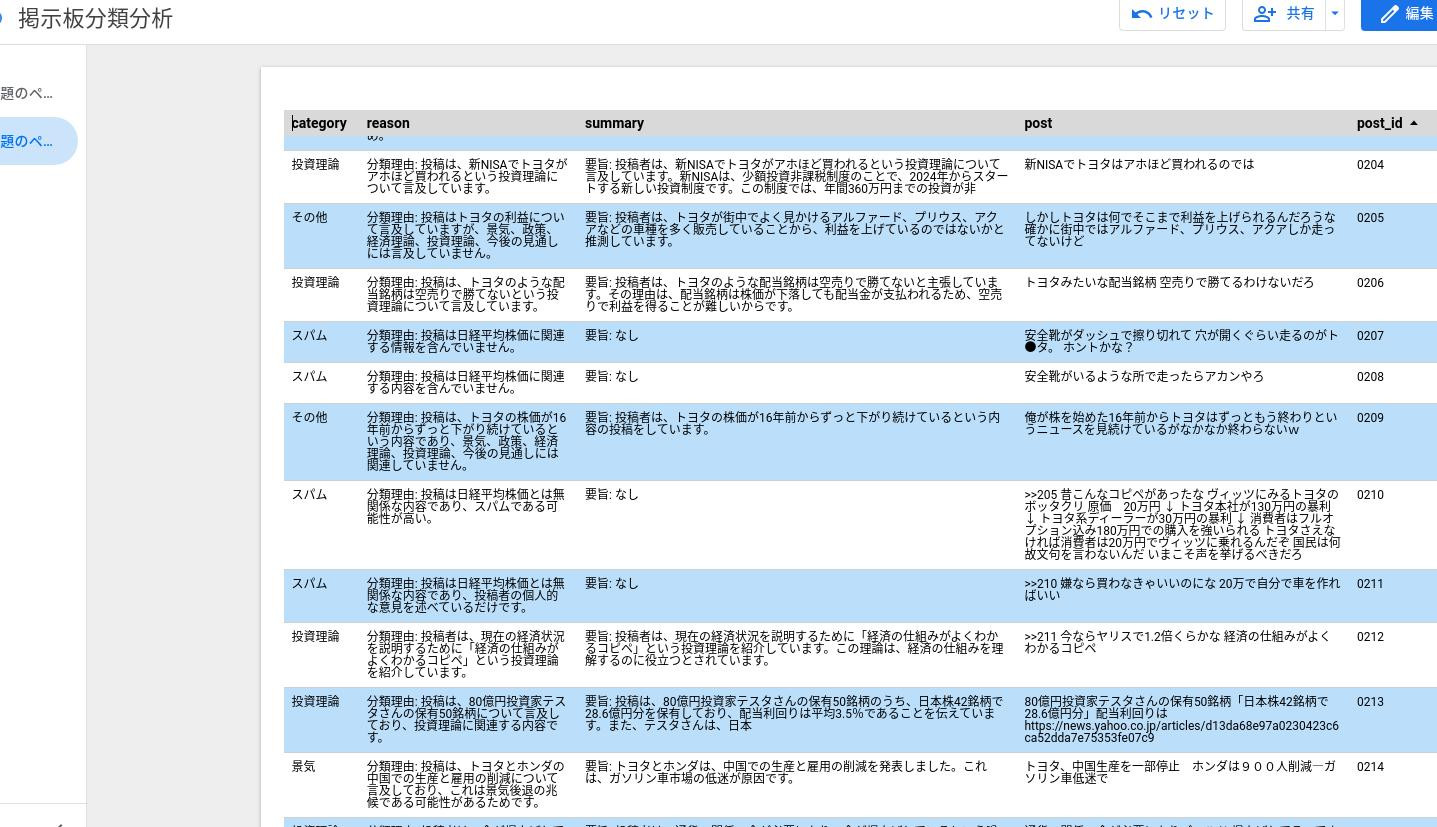 掲示板分類分析
リセット
共有
編集
題のペ...
題のペ...
category reason summary post post_id
め。
投資理論
分類理由: 投稿は、新NISAでトヨタが
アホほど買われるという投資理論に
ついて言及しています。
要旨: 投稿者は、新NISAでトヨタがアホほど買われるという投資理論について
言及しています。新NISAは、少額投資非課税制度のことで、2024年からスター
トする新しい投資制度です。この制度では、年間360万円までの投資が非
新NISAでトヨタはアホほど買われるのでは
0204
その他
分類理由: 投稿はトヨタの利益につい
て言及していますが、景気、政策、
経済理論、投資理論、今後の見通し
には言及していません。
要旨: 投稿者は、トヨタが街中でよく見かけるアルファード、プリウス、アク
アなどの車種を多く販売していることから、利益を上げているのではないかと
推測しています。
しかしトヨタは何でそこまで利益を上げられるんだろうな
確かに街中ではアルファード、プリウス、アクアしか走っ
てないけど
0205
投資理論
分類理由: 投稿は、トヨタのような配
当銘柄は空売りで勝てないという投
資理論について言及しています。
要旨: 投稿者は、トヨタのような配当銘柄は空売りで勝てないと主張していま
す。その理由は、配当銘柄は株価が下落しても配当金が支払われるため、空売
りで利益を得ることが難しいからです。
トヨタみたいな配当銘柄 空売りで勝てるわけないだろ
0206
スパム
分類理由: 投稿は日経平均株価に関連
する情報を含んでいません。
要旨: なし
安全靴がダッシュで擦り切れて 穴が開くぐらい走るのがト
●タ。 ホントかな？
0207
スパム
分類理由: 投稿は日経平均株価に関連
する内容を含んでいません。
要旨: なし
安全靴がいるような所で走ったらアカンやろ
0208
その他
分類理由: 投稿は、トヨタの株価が16
年前からずっと下がり続けていると
いう内容であり、景気、政策、経済
理論、投資理論、今後の見通しには
関連していません。
要旨: 投稿者は、トヨタの株価が16年前からずっと下がり続けているという内
容の投稿をしています。
俺が株を始めた16年前からトヨタはずっともう終わりとい
うニュースを見続けているがなかなか終わらないw
0209
スパム
分類理由: 投稿は日経平均株価とは無
関係な内容であり、スパムである可
能性が高い。
要旨: なし
>>205 昔こんなコピペがあったな ヴィッツにみるトヨタの
ボッタクリ 原価　20万円 ↓ トヨタ本社が130万円の暴利
↓ トヨタ系ディーラーが30万円の暴利 ↓ 消費者はフルオ
プション込み180万円での購入を強いられる トヨタさえな
ければ消費者は20万円でヴィッツに乗れるんだぞ 国民は何
故文句を言わないんだ いまこそ声を挙げるべきだろ
0210
スパム
分類理由: 投稿は日経平均株価とは無
関係な内容であり、投稿者の個人的
な意見を述べているだけです。
要旨: なし
>>210 嫌なら買わなきゃいいのにな 20万で自分で車を作れ
ばいい
0211
投資理論
分類理由: 投稿者は、現在の経済状況
を説明するために「経済の仕組みが
よくわかるコピペ」という投資理論
を紹介しています。
要旨: 投稿者は、現在の経済状況を説明するために「経済の仕組みがよくわか
るコピペ」という投資理論を紹介しています。この理論は、経済の仕組みを理
解するのに役立つとされています。
>>211 今ならヤリスで1.2倍くらかな 経済の仕組みがよく
わかるコピペ
0212
投資理論
分類理由: 投稿は、80億円投資家テス
タさんの保有50銘柄について言及し
ており、投資理論に関連する内容で
す。
要旨: 投稿は、80億円投資家テスタさんの保有50銘柄のうち、日本株42銘柄で
28.6億円分を保有しており、配当利回りは平均3.5%であることを伝えていま
す。また、テスタさんは、日本
80億円投資家テスタさんの保有50銘柄「日本株42銘柄で
28.6億円分」配当利回りは
https://news.yahoo.co.jp/articles/d13da68e97a0230423c6
ca52dda7e75353fe07c9
0213
景気
分類理由: 投稿は、トヨタとホンダの
中国での生産と雇用の削減について
言及しており、これは景気後退の兆
候である可能性があるためです。
要旨: トヨタとホンダは、中国での生産と雇用の削減を発表しました。これ
は、ガソリン車市場の低迷が原因です。
トヨタ、中国生産を一部停止　ホンダは９００人削減―ガ
ソリン車低迷で
0214